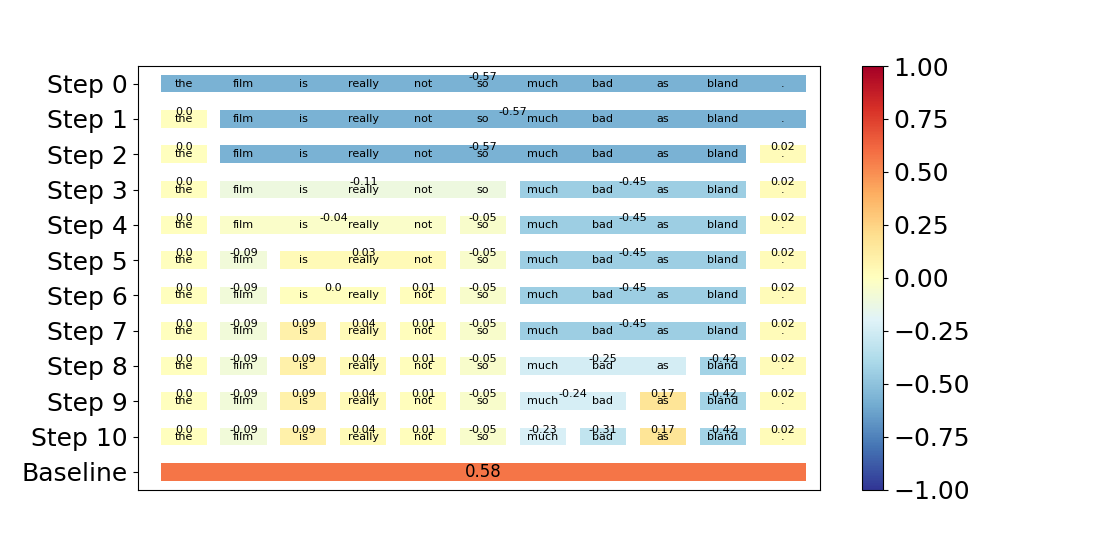 Step 0 the film is really not so much bad as bland . -0.57
Step 1 the film is really not so much bad as bland . 0.0 -0.57
Step 2 the film is really not so much bad as bland . 0.0 -0.57 0.02
Step 3 the film is really not so much bad as bland . 0.0 -0.11 -0.45 0.02
Step 4 the film is really not so much bad as bland . 0.0 -0.04 -0.05 -0.45 0.02
Step 5 the film is really not so much bad as bland . 0.0 -0.09 0.03 -0.05 -0.45 0.02
Step 6 the film is really not so much bad as bland . 0.0 -0.09 0.0 0.01 -0.05 -0.45 0.02
Step 7 the film is really not so much bad as bland . 0.0 -0.09 0.09 0.04 0.01 -0.05 -0.45 0.02
Step 8 the film is really not so much bad as bland . 0.0 -0.09 0.09 0.04 0.01 -0.05 -0.25 -0.42 0.02
Step 9 the film is really not so much bad as bland . 0.0 -0.09 0.09 0.04 0.01 -0.05 -0.24 0.17 -0.42 0.02
Step 10 the film is really not so much bad as bland . 0.0 -0.09 0.09 0.04 0.01 -0.05 -0.23 -0.31 0.17 -0.42 0.02
Baseline 0.58
1.00
0.75
0.50
0.25
0.00
−0.25
−0.50
−0.75
−1.00